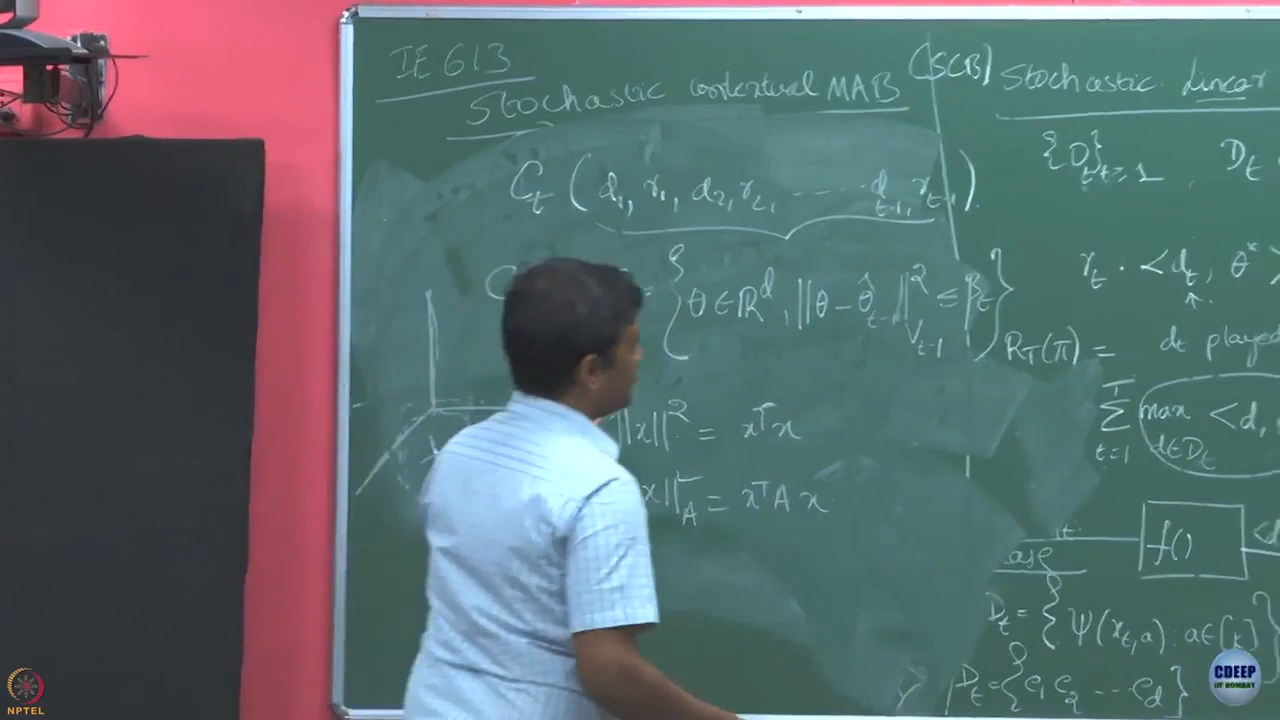 IE 613
Stochastic contextual MAB (SCB)
C_t ( d_1, r_1, d_2, r_2, ..... d_{t-1}, r_{t-1} ).
C = { θ ∈ ℝ^d, ||θ - θ̂_{t-1}||²_{V_{t-1}} ≤ β_t }
||x||² = x^T x
x||²_A = x^T A x
Stochastic Linear
{D_t}_{t≥1}, D_t
r_t . <d_t, θ* >
R_T(π) = d_t played
Σ_{t=1}^{T} max_{d∈D_t} <d,
f()
D_t = { ψ(x_t, a) : a∈[k] }
D_t = { e_1 e_2 ... e_d }
NPTEL
CDEEP
IIT BOMBAY